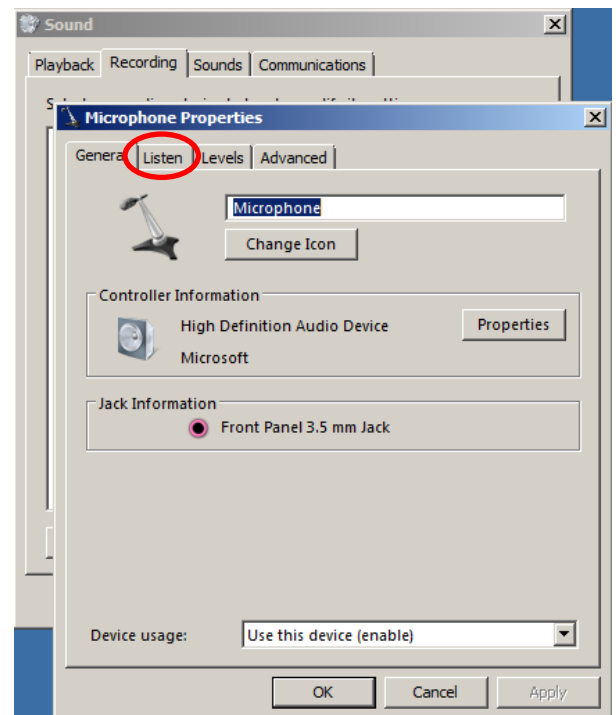 Sound
Playback Recording Sounds Communications
Microphone Properties
General Listen Levels Advanced
Microphone
Change Icon
Controller Information
High Definition Audio Device
Properties
Microsoft
Jack Information
Front Panel 3.5 mm Jack
Device usage: Use this device (enable)
OK Cancel Apply